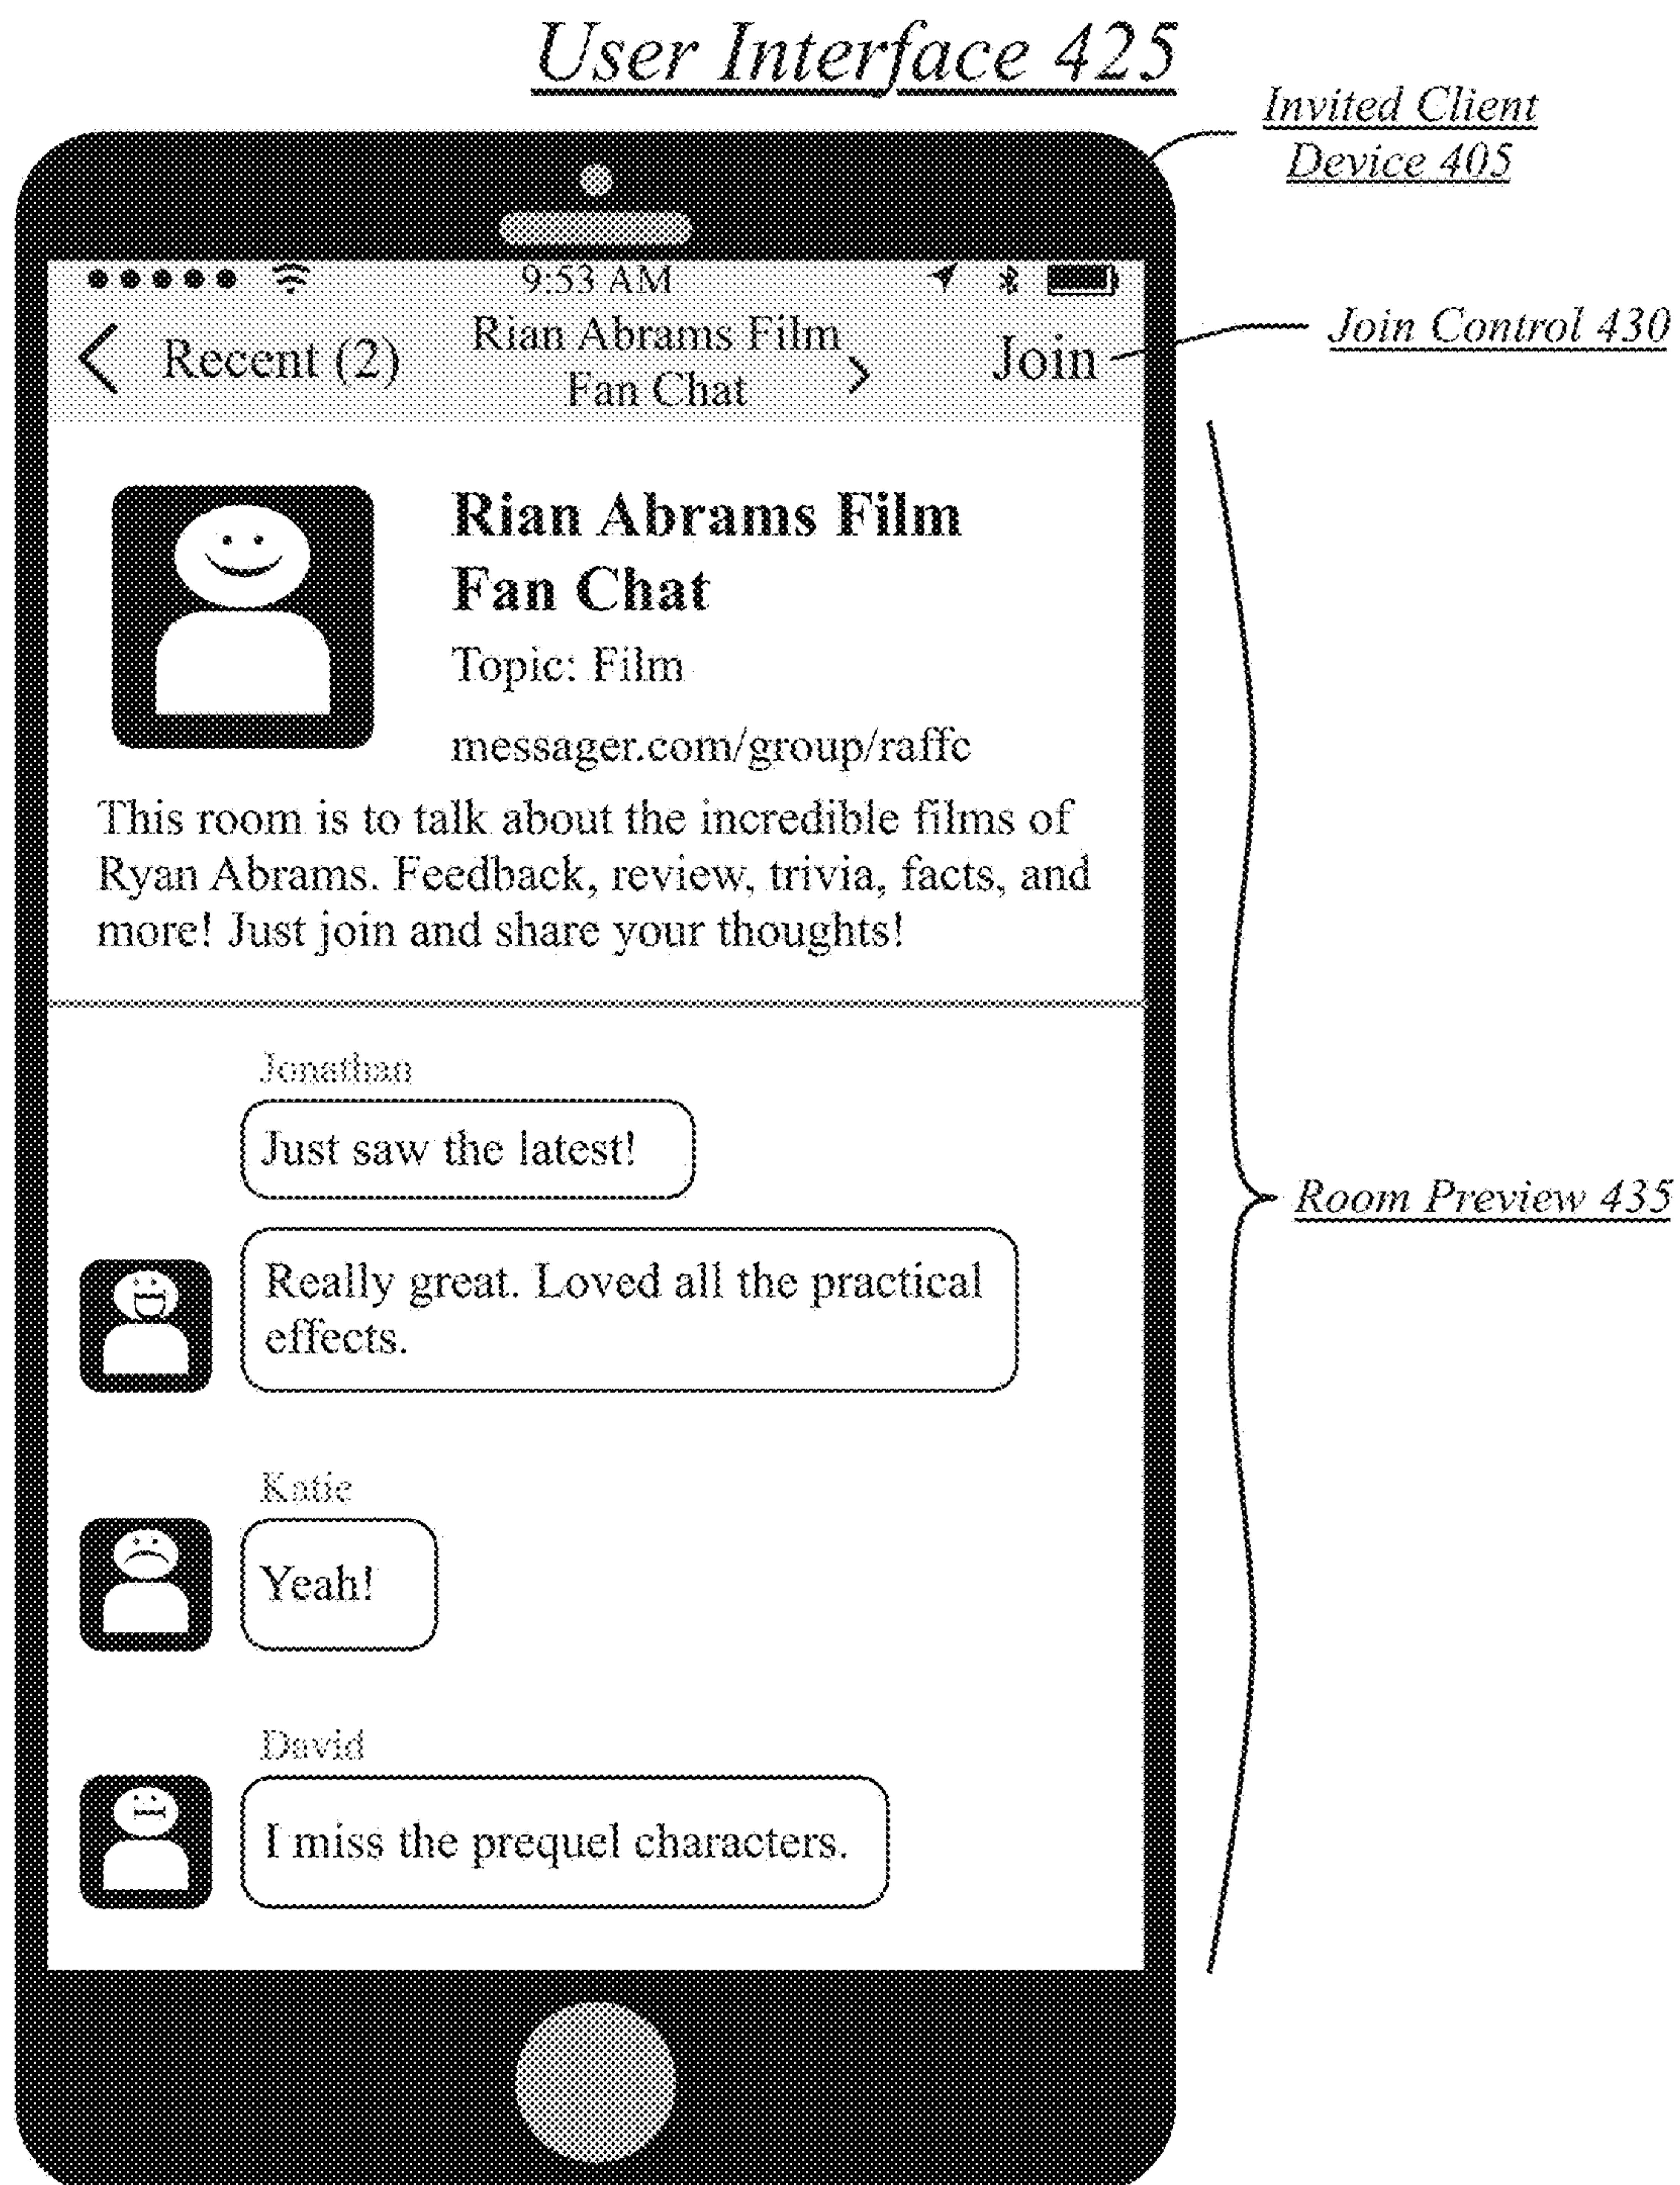 User Interface 425
Invited Client
Device 405
9:53 AM
Recent (2)
Rian Abrams Film
Fan Chat
Join
Join Control 430
Rian Abrams Film
Fan Chat
Topic: Film
messager.com/group/raffc
This room is to talk about the incredible films of
Ryan Abrams. Feedback, review, trivia, facts, and
more! Just join and share your thoughts!
Jonathan
Just saw the latest!
Room Preview 435
Really great. Loved all the practical
effects.
Katie
Yeah!
David
I miss the prequel characters.